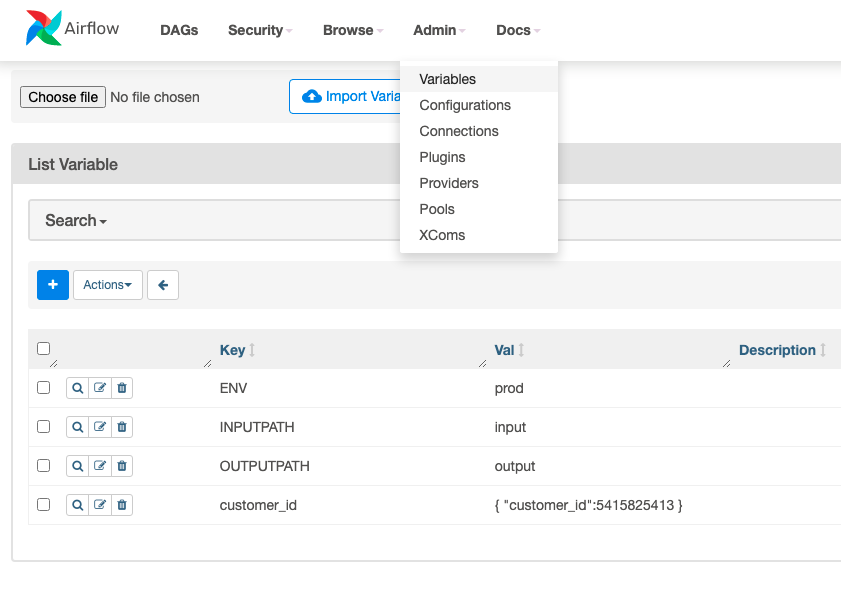 Airflow DAGs Security Browse Admin Docs
Choose file No file chosen Import Varia
Variables
Configurations
Connections
Plugins
Providers
Pools
XComs
List Variable
Search
+ Actions
Key Val Description
ENV prod
INPUTPATH input
OUTPUTPATH output
customer_id { "customer_id":5415825413 }